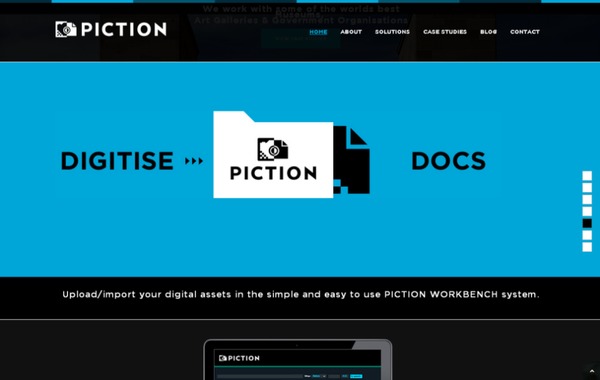 We work with some of the worlds best
Museums,
Art Galleries & Government Organisations
PICTION
HOME
ABOUT
SOLUTIONS
CASE STUDIES
BLOG
CONTACT
DIGITISE
PICTION
DOCS
Upload/import your digital assets in the simple and easy to use PICTION WORKBENCH system.
PICTION